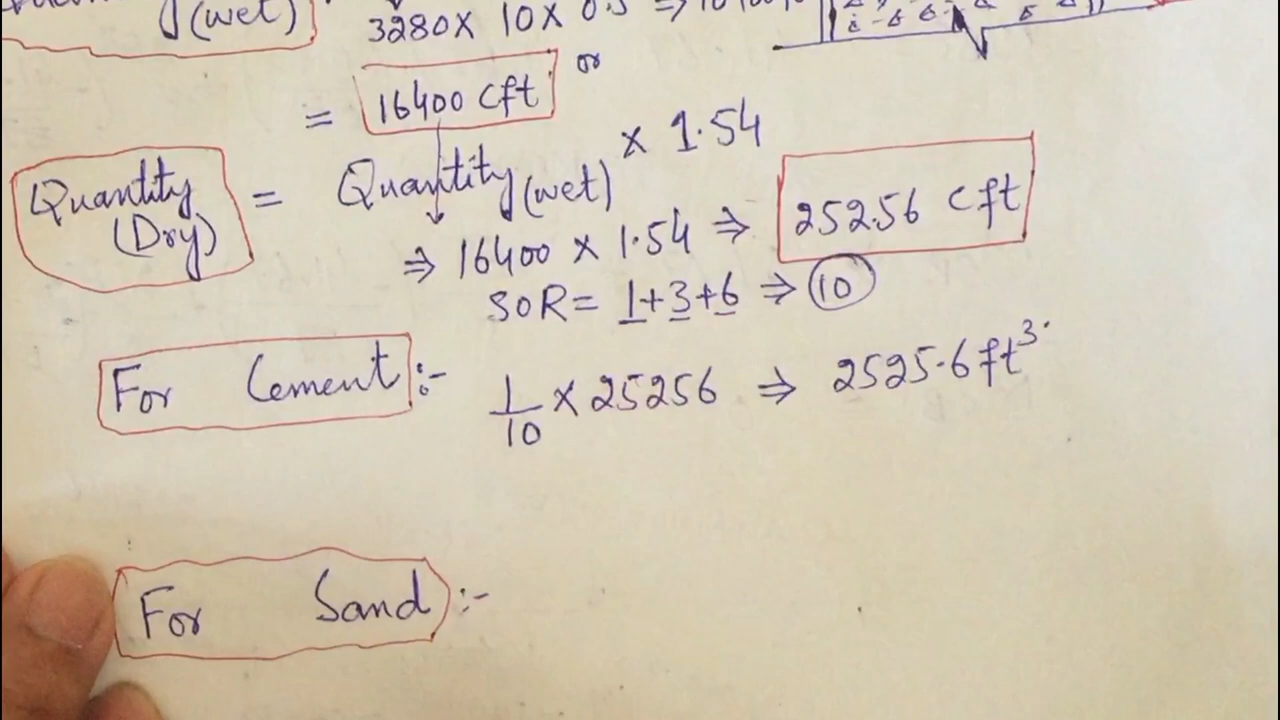 (wet)
3280 x 10 x 0.5 ⇒
= 16400 Cft or
Quantity (Dry) = Quantity (wet) x 1.54
⇒ 16400 x 1.54 ⇒ 25256 Cft
SOR = 1+3+6 ⇒ 10
For Cement :- 1/10 x 25256 ⇒ 2525.6 ft³.
For Sand :-